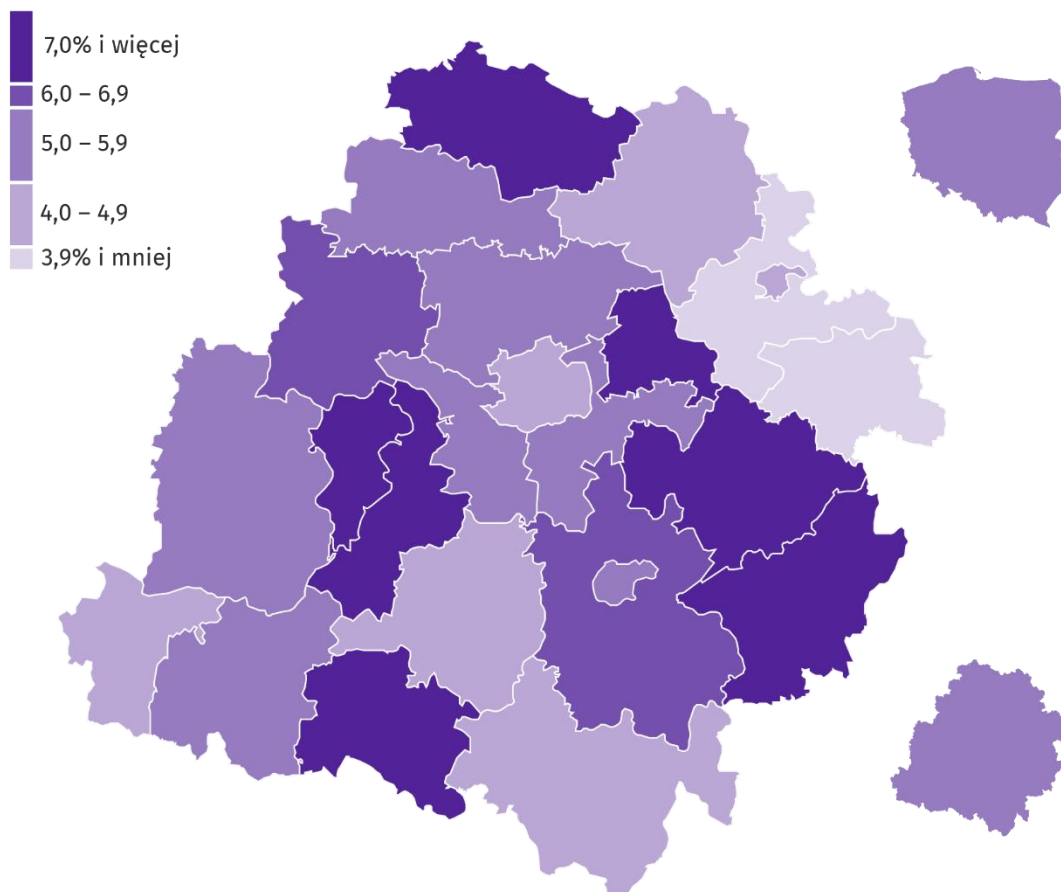 7,0% i więcej
6,0 – 6,9
5,0 – 5,9
4,0 – 4,9
3,9% i mniej